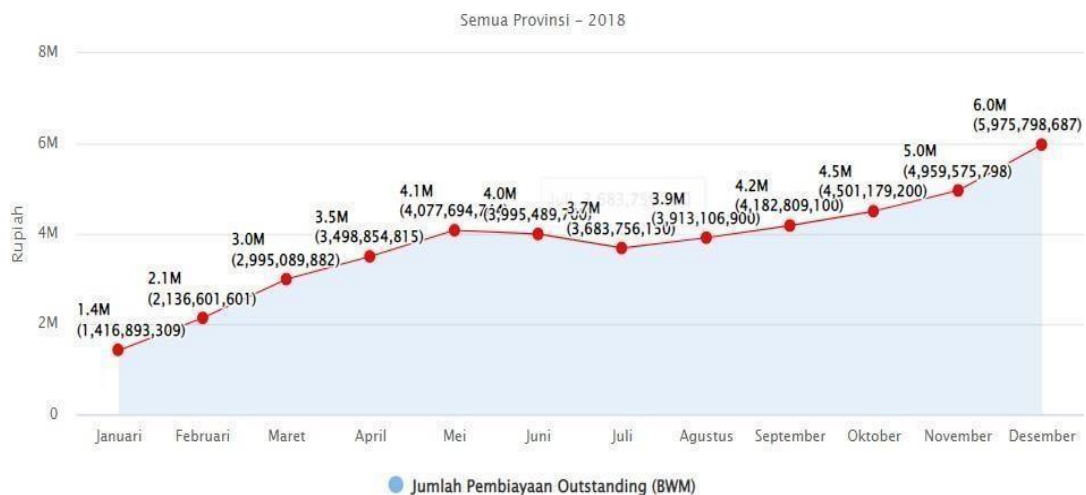 Semua Provinsi - 2018
8M
6M
4M
2M
0
Rupiah
1.4M
(1,416,893,309)
2.1M
(2,136,601,601)
3.0M
(2,995,089,882)
3.5M
(3,498,854,815)
4.1M
4.0M
3.7M
(3,683,756,150)
3.9M
(3,913,106,900)
4.2M
(4,182,809,100)
4.5M
(4,501,179,200)
5.0M
(4,959,575,798)
6.0M
(5,975,798,687)
Januari Februari Maret April Mei Juni Juli Agustus September Oktober November Desember
Jumlah Pembiayaan Outstanding (BWM)